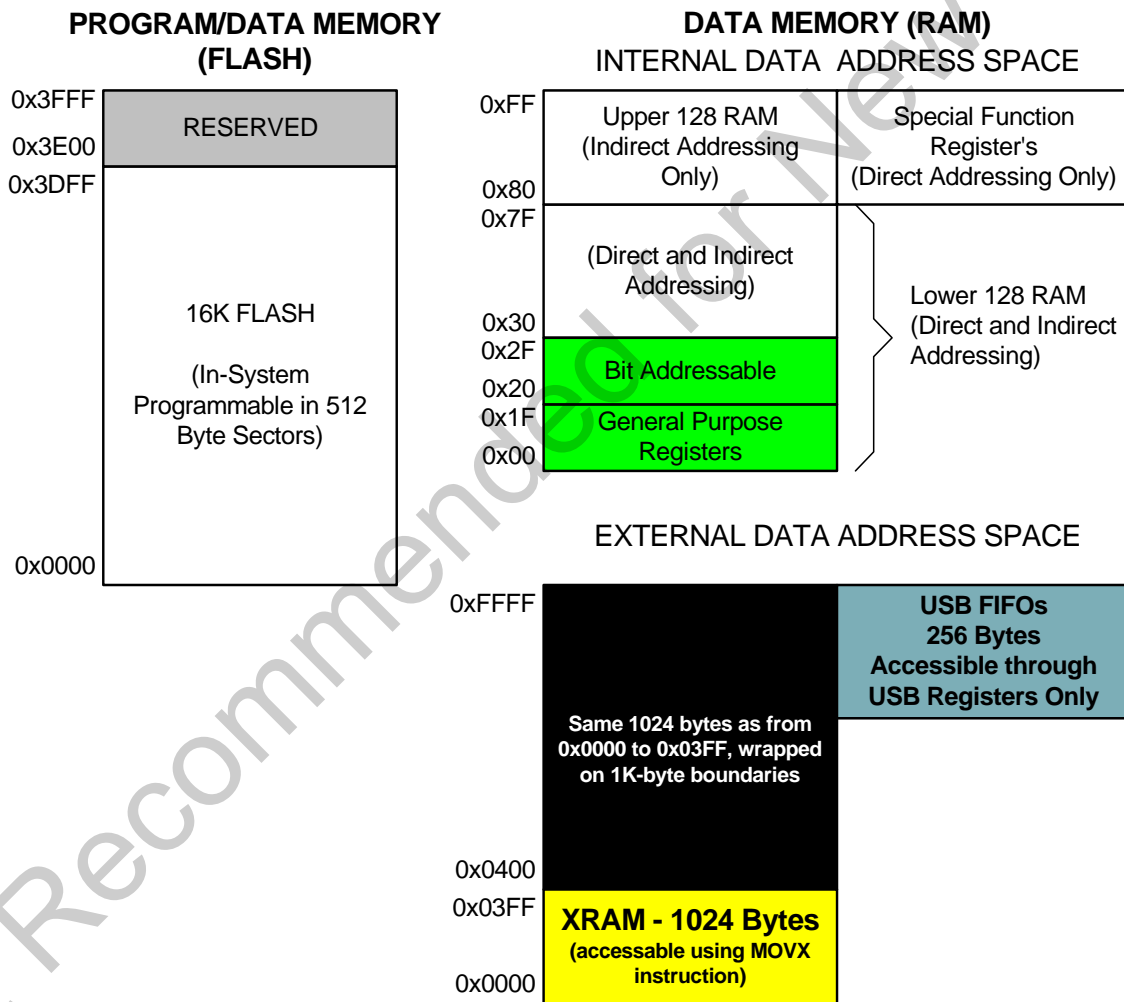 PROGRAM/DATA MEMORY
(FLASH)
0x3FFF
RESERVED
0x3E00
0x3DFF
16K FLASH
(In-System
Programmable in 512
Byte Sectors)
0x0000
DATA MEMORY (RAM)
INTERNAL DATA ADDRESS SPACE
0xFF
Upper 128 RAM
(Indirect Addressing
Only)
0x80
Special Function
Register's
(Direct Addressing Only)
0x7F
(Direct and Indirect
Addressing)
0x30
Lower 128 RAM
(Direct and Indirect
Addressing)
0x2F
Bit Addressable
0x20
0x1F
General Purpose
Registers
0x00
EXTERNAL DATA ADDRESS SPACE
0xFFFF
Same 1024 bytes as from
0x0000 to 0x03FF, wrapped
on 1K-byte boundaries
0x0400
USB FIFOs
256 Bytes
Accessible through
USB Registers Only
0x03FF
XRAM - 1024 Bytes
(accessable using MOVX
instruction)
0x0000
Recommended for New